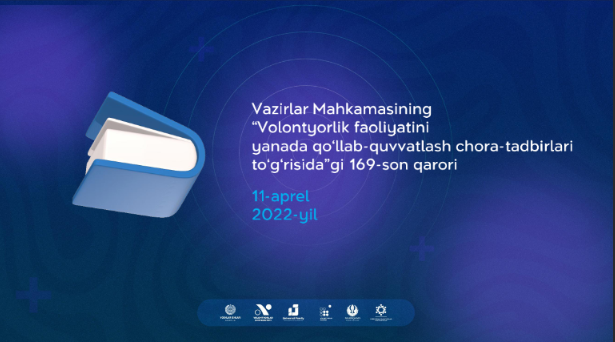 Vazirlar Mahkamasining
“Volontyorlik faoliyatini
yanada qo‘llab-quvvatlash chora-tadbirlari
to‘g‘risida”gi 169-son qarori
11-aprel
2022-yil